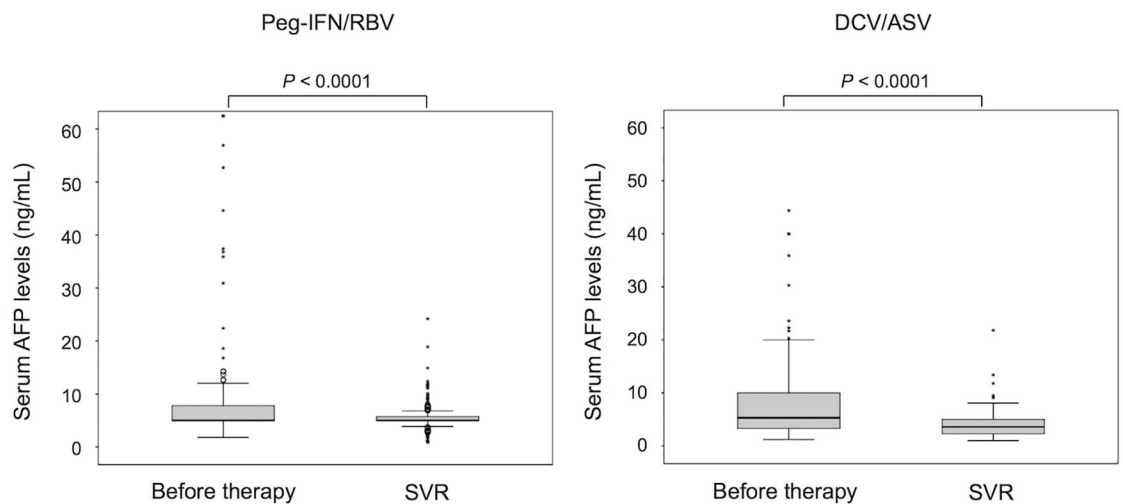 Peg-IFN/RBV
P < 0.0001
Serum AFP levels (ng/mL)
60
50
40
30
20
10
0
Before therapy
SVR
DCV/ASV
P < 0.0001
Serum AFP levels (ng/mL)
60
50
40
30
20
10
0
Before therapy
SVR